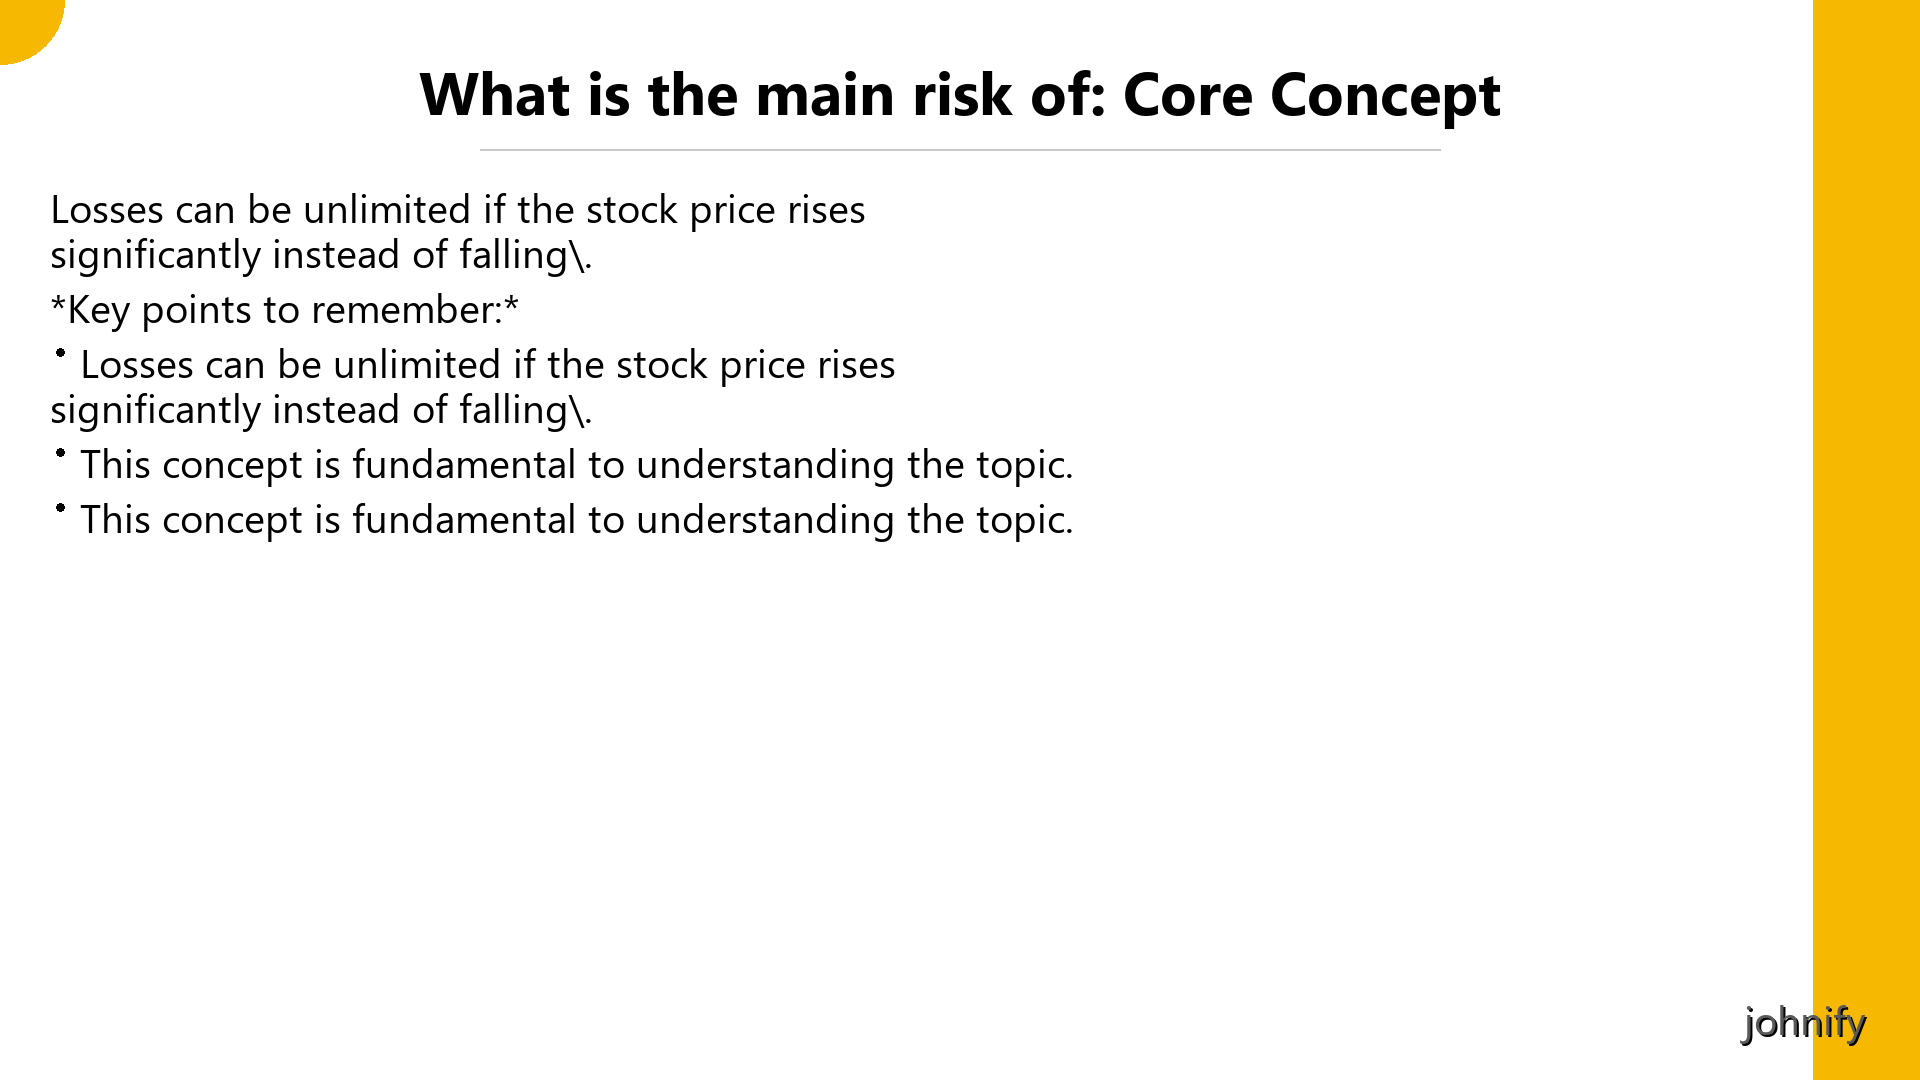 What is the main risk of: Core Concept
Losses can be unlimited if the stock price rises
significantly instead of falling\.
*Key points to remember:*
• Losses can be unlimited if the stock price rises
significantly instead of falling\.
• This concept is fundamental to understanding the topic.
• This concept is fundamental to understanding the topic.
johnify